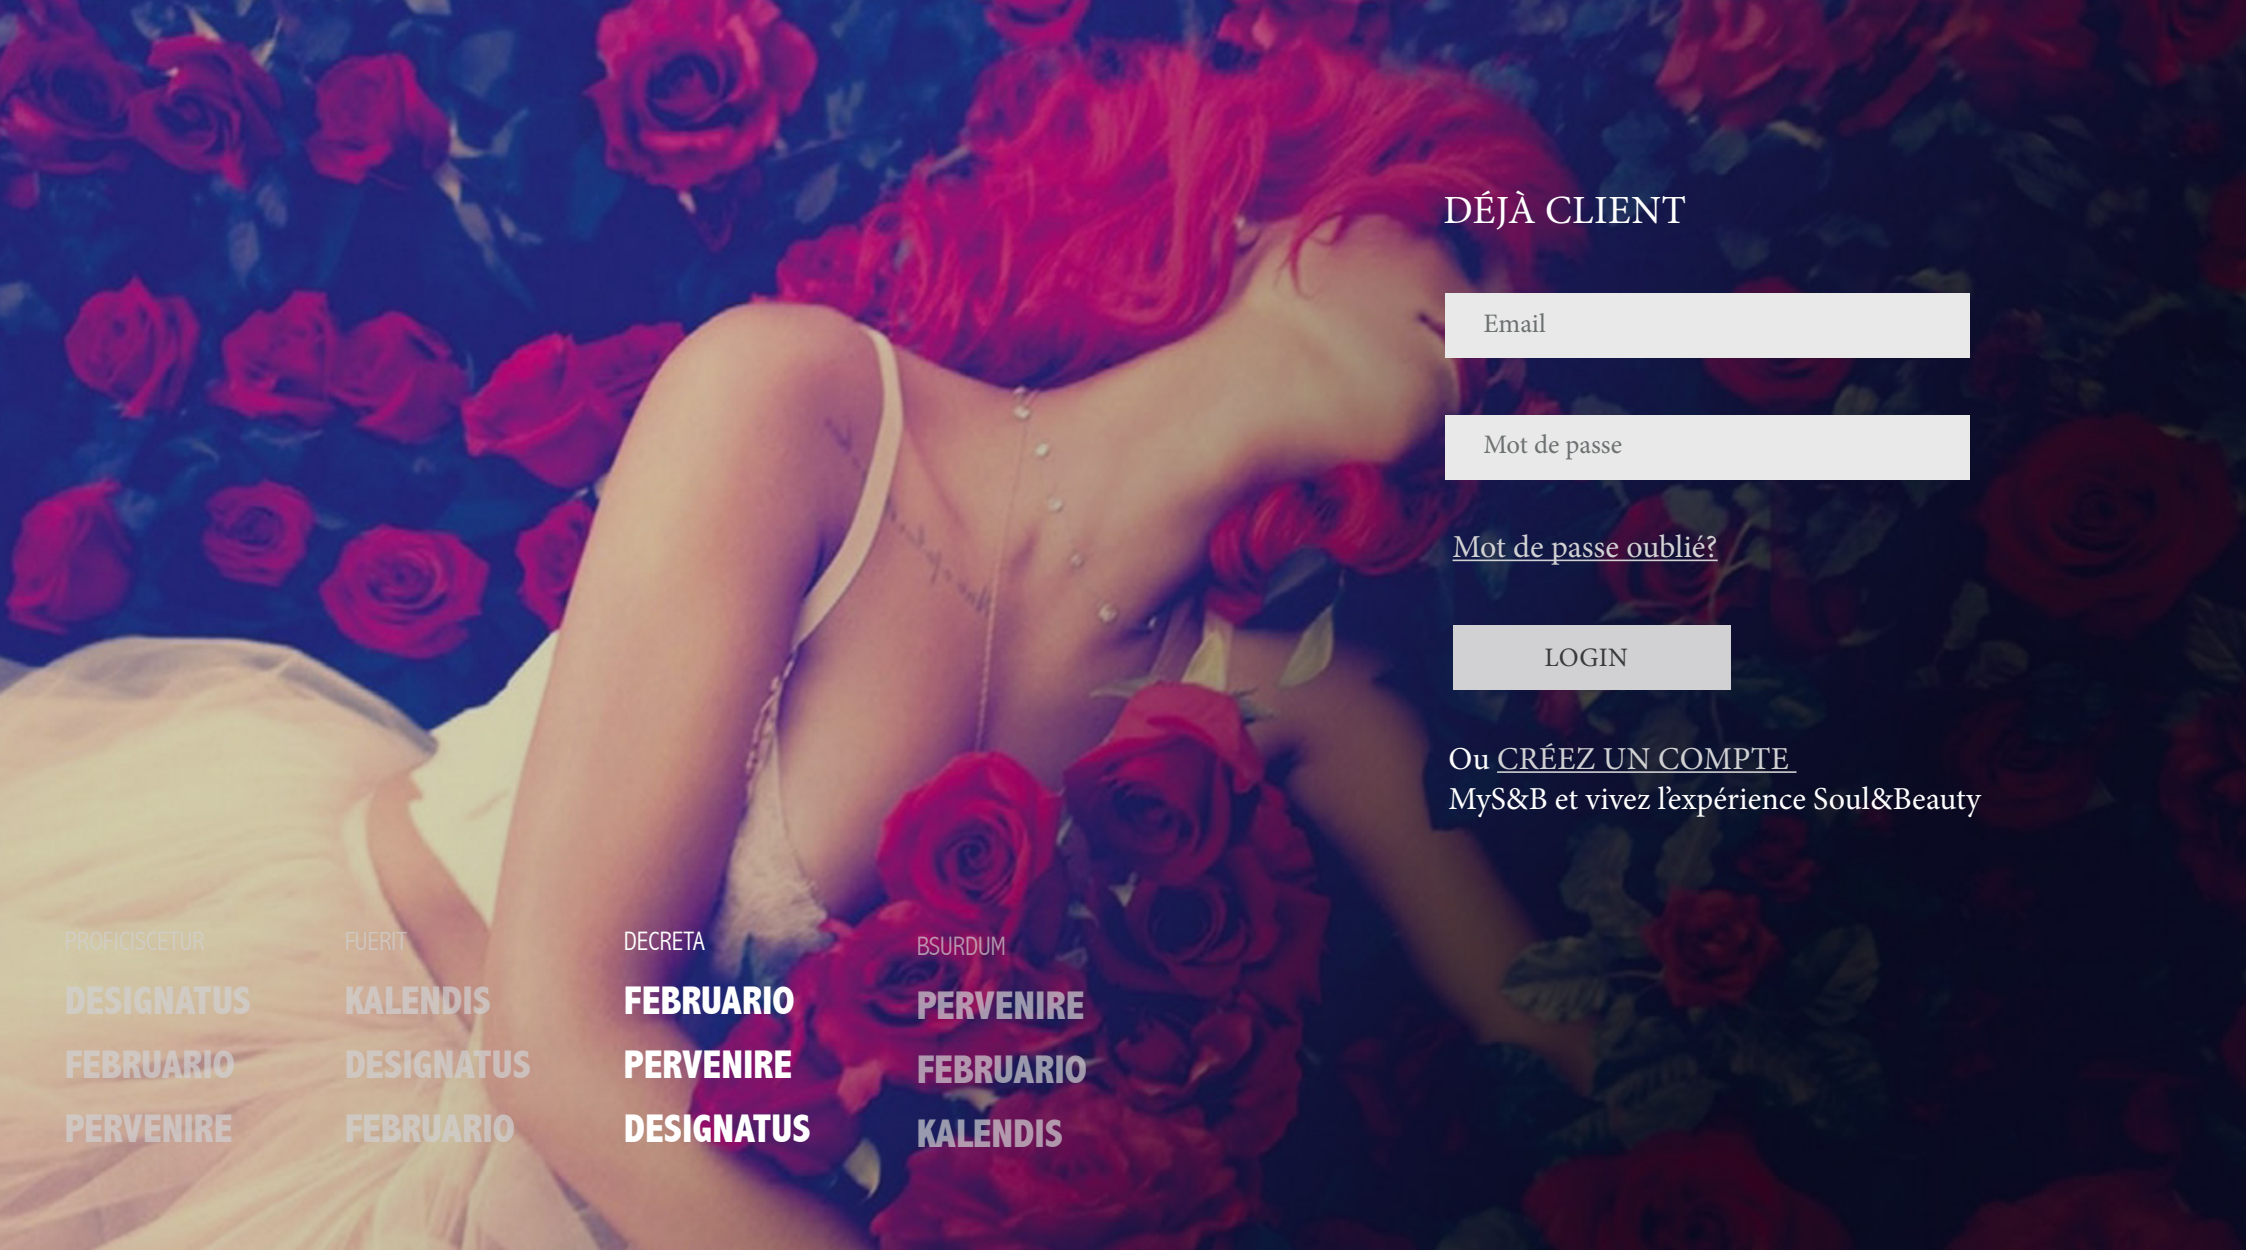 DÉJÀ CLIENT
Email
Mot de passe
Mot de passe oublié?
LOGIN
Ou CRÉEZ UN COMPTE
MyS&B et vivez l’expérience Soul&Beauty
PROFICISCETUR
DESIGNATUS
FEBRUARIO
PERVENIRE
FUERIT
KALENDIS
DESIGNATUS
FEBRUARIO
DECRETA
FEBRUARIO
PERVENIRE
DESIGNATUS
BSURDUM
PERVENIRE
FEBRUARIO
KALENDIS